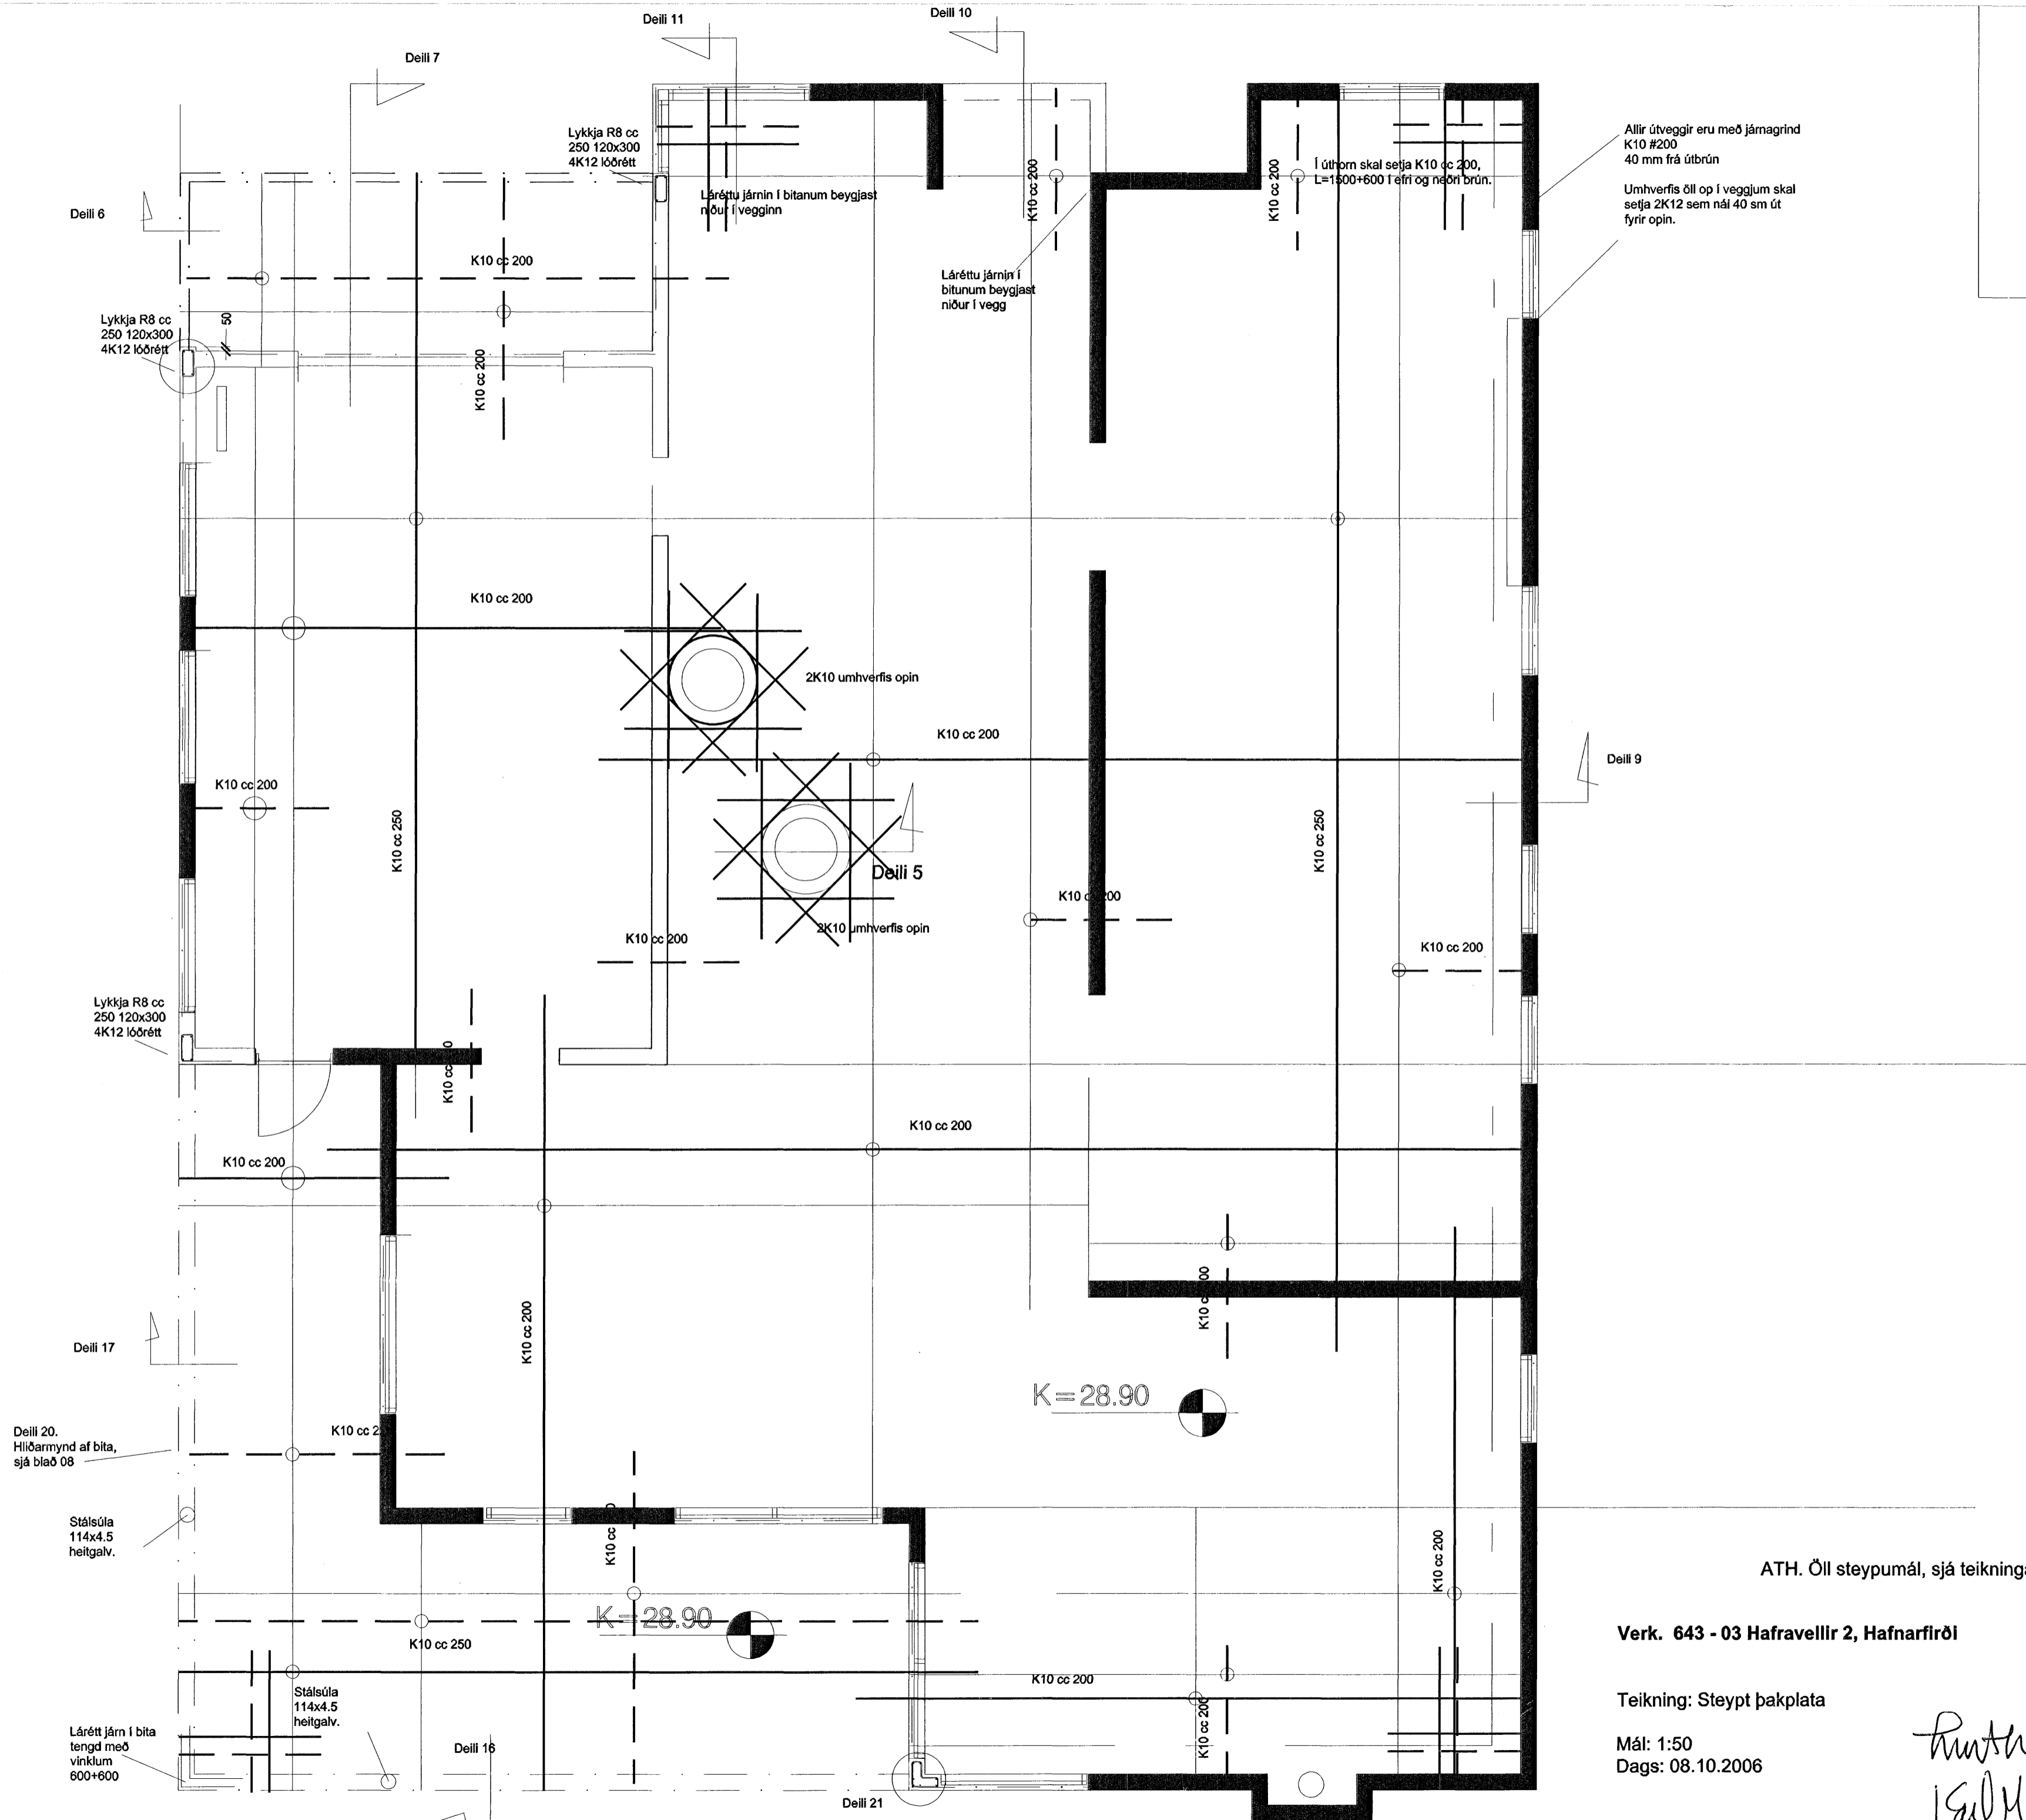 Deili 11
Deili 10
Deili 7
Lykkja R8 cc
250 120x300
4K12 lóðrétt
Allir útveggir eru með járnagrind
K10 #200
40 mm frá útbrún
Í úthorn skal setja K10 cc 200,
L=1500+600 í efri og neðri brún.
K10 cc 200
K10 cc 200
Láréttu járnin í bitanum beygjast
niður í vegginn
Umhverfis öll op í veggjum skal
setja 2K12 sem nái 40 sm út
fyrir opin.
Deili 6
K10 cc 200
Láréttu járnin í
bitunum beygjast
niður í vegg
Lykkja R8 cc
250 120x300
4K12 lóðrétt
50
K10 cc 200
K10 cc 200
2K10 umhverfis opin
K10 cc 200
Deili 9
K10 cc 200
K10 cc 250
K10 cc 250
Deili 5
K10 cc 200
2K10 umhverfis opin
K10 cc 200
K10 cc 200
Lykkja R8 cc
250 120x300
4K12 lóðrétt
K10 cc 0
K10 cc 200
K10 cc 200
K10 c 00
K10 cc 200
Deili 17
K=28.90
Deili 20.
Hliðarmynd af bita,
sjá blað 08
K10 cc 2
Stálsúla
114x4.5
heitgalv.
K10 cc 0
K10 cc 200
ATH. Öll steypumál, sjá teikninga
K=28.90
K10 cc 250
Verk. 643 - 03 Hafravellir 2, Hafnarfirði
K10 cc 200
Stálsúla
114x4.5
heitgalv.
K10 cc 200
Teikning: Steypt þakplata
Lárétt járn í bita
tengd með
vinklum
600+600
Deili 16
Mál: 1:50
Dags: 08.10.2006
Deili 21